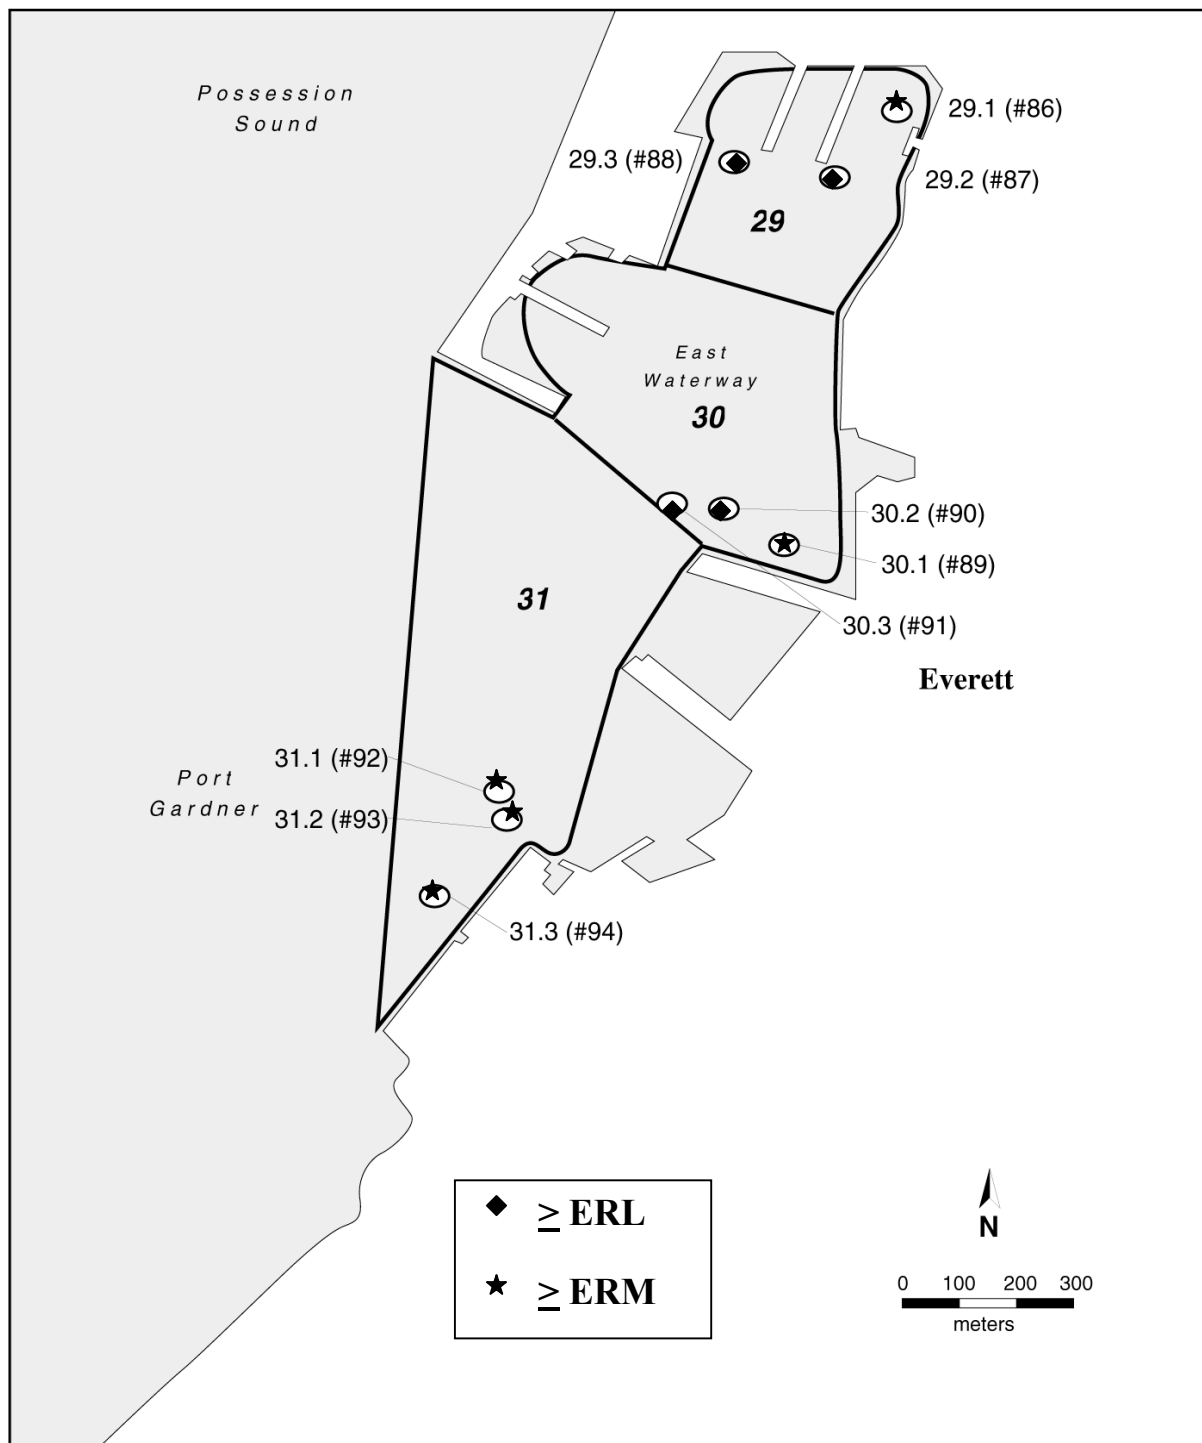 Possession
Sound
29.1 (#86)
29.3 (#88)
29.2 (#87)
29
East
Waterway
30
30.2 (#90)
30.1 (#89)
31
30.3 (#91)
Everett
31.1 (#92)
Port
Gardner
31.2 (#93)
31.3 (#94)
≥ ERL
≥ ERM
N
0 100 200 300
meters